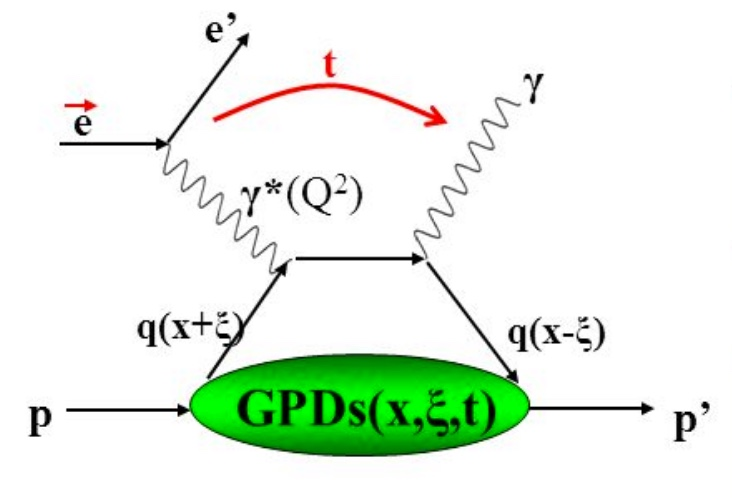 e’
t
γ
e
γ*(Q²)
q(x+ξ)
q(x-ξ)
p
GPDs(x,ξ,t)
p’